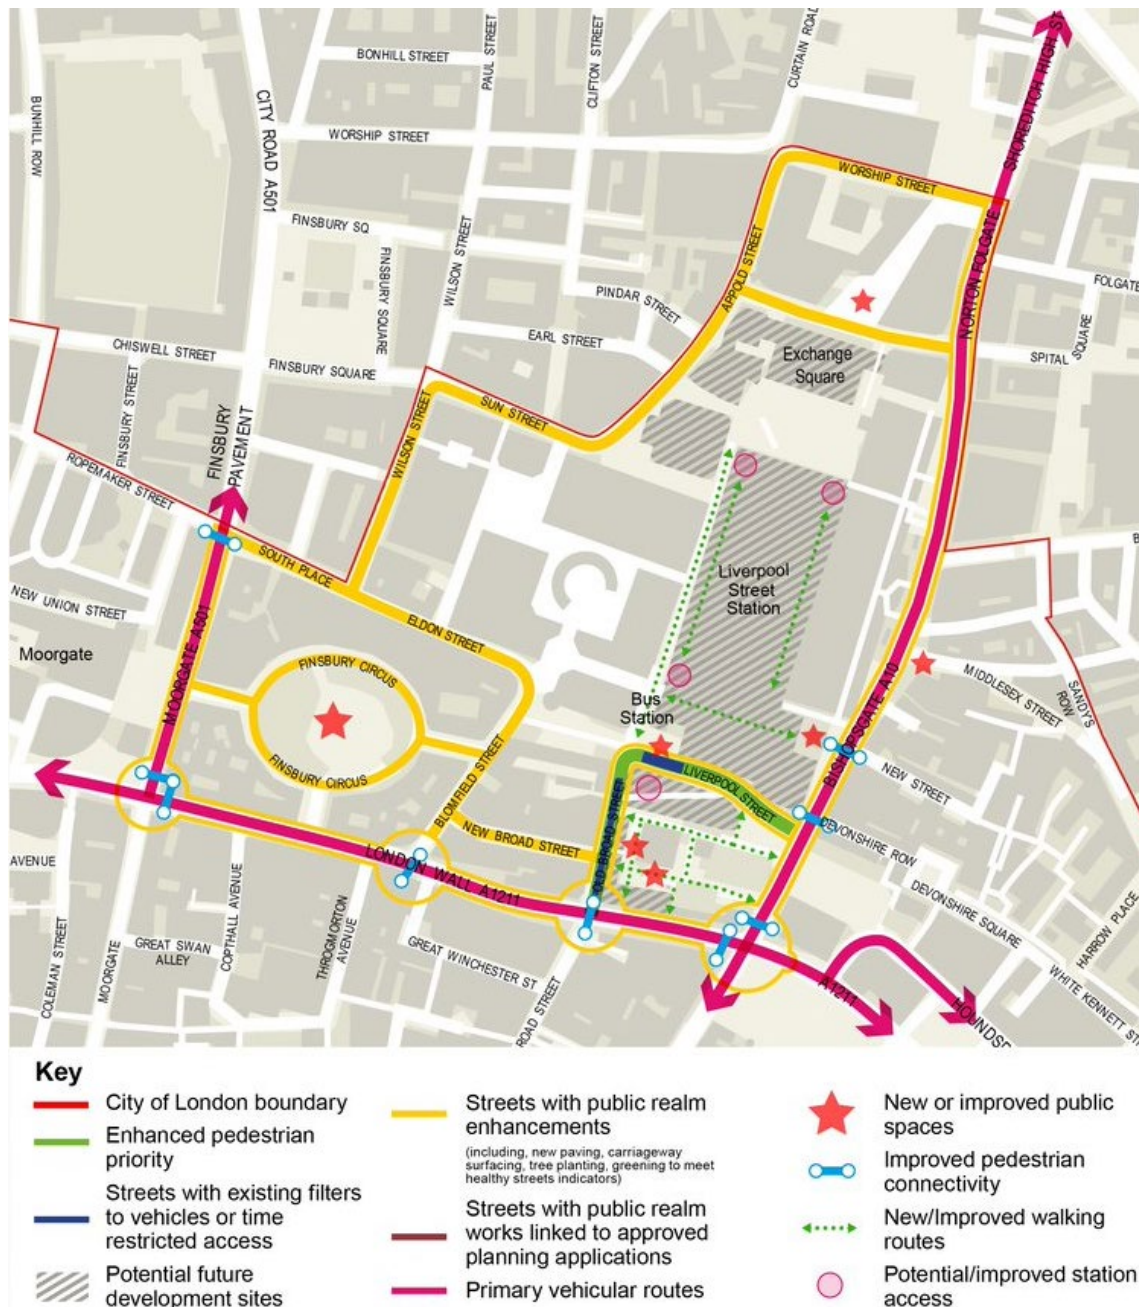 BONHILL STREET
PAUL STREET
CLIFTON STREET
CURTAIN ROAD
SHOREDITCH HIGH ST
BUNHILL ROW
CITY ROAD A501
WORSHIP STREET
WORSHIP STREET
FINSBURY SQ
FINSBURY SQUARE
WILSON STREET
APPOLD STREET
NORTON FOLGATE
FOLGATE
PINDAR STREET
EARL STREET
CHISWELL STREET
FINSBURY SQUARE
SPITAL SQUARE
Exchange
Square
FINSBURY STREET
FINSBURY
PAVEMENT
SUN STREET
WILSON STREET
ROPEMAKER STREET
SOUTH PLACE
Liverpool
Street
Station
NEW UNION STREET
ELDON STREET
Moorgate
MOORGATE A501
FINSBURY CIRCUS
FINSBURY CIRCUS
Bus
Station
BISHOPSGATE A10
MIDDLESEX STREET
SANDY'S
ROW
BLOMFIELD STREET
LIVERPOOL STREET
NEW STREET
NEW BROAD STREET
OLD BROAD STREET
DEVONSHIRE ROW
LONDON WALL A1211
AVENUE
COPTHALL AVENUE
DEVONSHIRE SQUARE
HARROW PLACE
COLEMAN STREET
MOORGATE
GREAT SWAN
ALLEY
THROGMORTON
AVENUE
GREAT WINCHESTER ST
ROAD STREET
A1211
WHITE KENNETT ST
HOUNDSD
Key
City of London boundary
Enhanced pedestrian
priority
Streets with existing filters
to vehicles or time
restricted access
Potential future
development sites
Streets with public realm
enhancements
(including, new paving, carriageway
surfacing, tree planting, greening to meet
healthy streets indicators)
Streets with public realm
works linked to approved
planning applications
Primary vehicular routes
New or improved public
spaces
Improved pedestrian
connectivity
New/Improved walking
routes
Potential/improved station
access